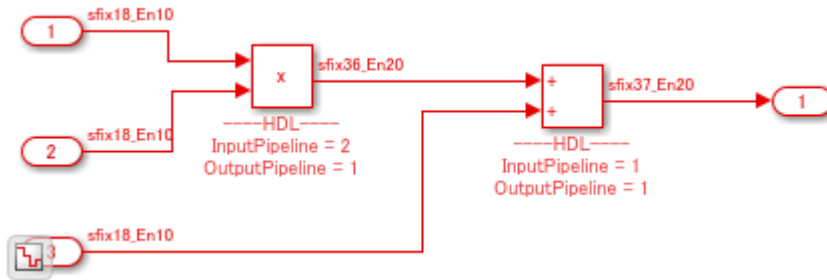 1
sfix18_En10
x
sfix36_En20
+
+
sfix37_En20
1
2
sfix18_En10
----HDL----
InputPipeline = 2
OutputPipeline = 1
----HDL----
InputPipeline = 1
OutputPipeline = 1
3
sfix18_En10